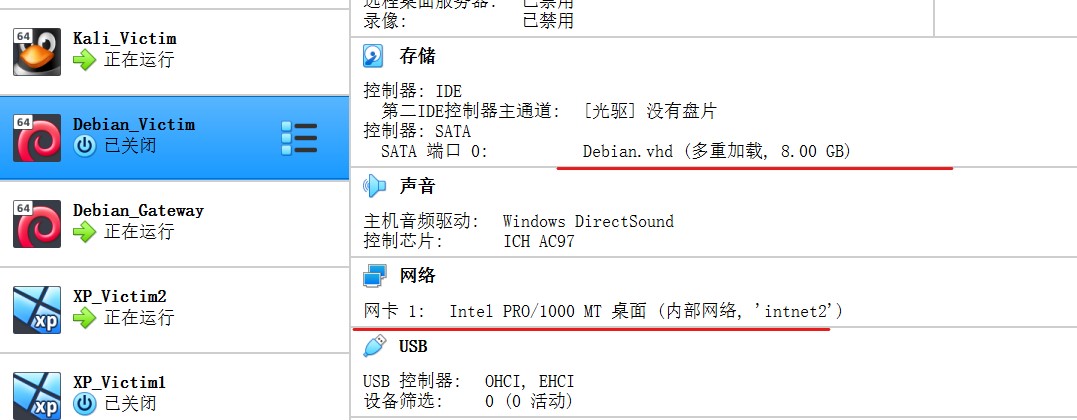 64
Kali_Victim
正在运行
64
Debian_Victim
已关闭
64
Debian_Gateway
正在运行
xp
XP_Victim2
正在运行
xp
XP_Victim1
已关闭
远程桌面服务器: 已禁用
录像: 已禁用
存储
控制器: IDE
第二IDE控制器主通道: [光驱] 没有盘片
控制器: SATA
SATA 端口 0: Debian.vhd (多重加载, 8.00 GB)
声音
主机音频驱动: Windows DirectSound
控制芯片: ICH AC97
网络
网卡 1: Intel PRO/1000 MT 桌面 (内部网络, 'intnet2')
USB
USB 控制器: OHCI, EHCI
设备筛选: 0 (0 活动)